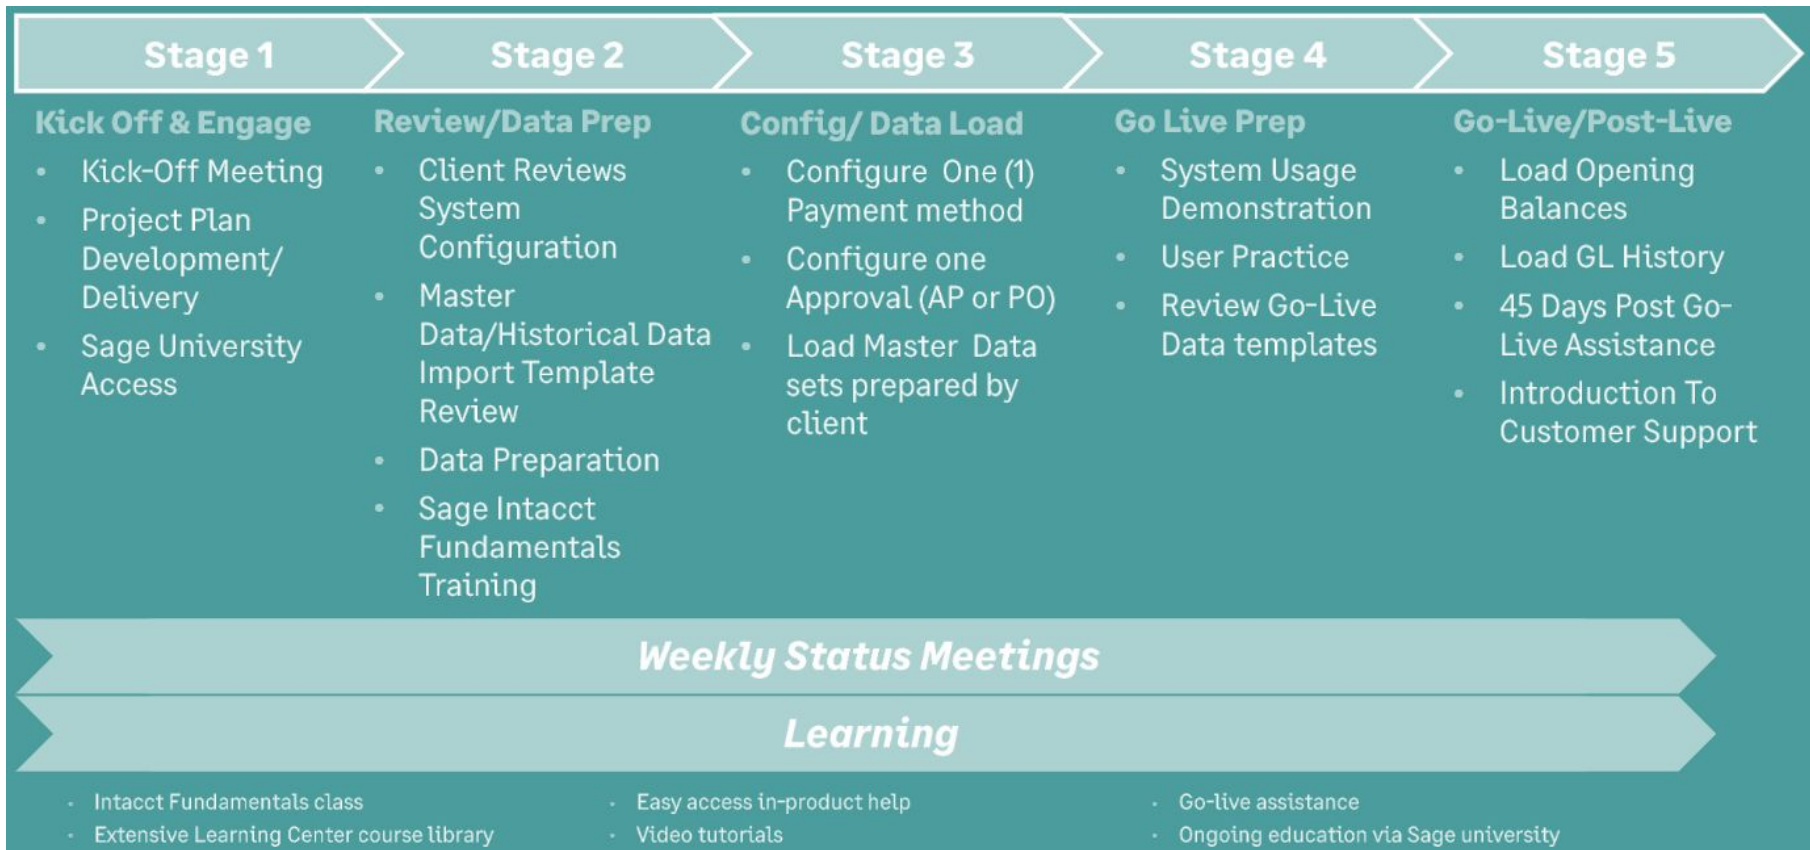 Stage 1
Stage 2
Stage 3
Stage 4
Stage 5
Kick Off & Engage
• Kick-Off Meeting
• Project Plan
Development/
Delivery
• Sage University
Access
Review/Data Prep
• Client Reviews
System
Configuration
• Master
Data/Historical Data
Import Template
Review
• Data Preparation
• Sage Intacct
Fundamentals
Training
Config/ Data Load
• Configure One (1)
Payment method
• Configure one
Approval (AP or PO)
• Load Master Data
sets prepared by
client
Go Live Prep
• System Usage
Demonstration
• User Practice
• Review Go-Live
Data templates
Go-Live/Post-Live
• Load Opening
Balances
• Load GL History
• 45 Days Post Go-
Live Assistance
• Introduction To
Customer Support
Weekly Status Meetings
Learning
• Intacct Fundamentals class
• Extensive Learning Center course library
• Easy access in-product help
• Video tutorials
• Go-live assistance
• Ongoing education via Sage university